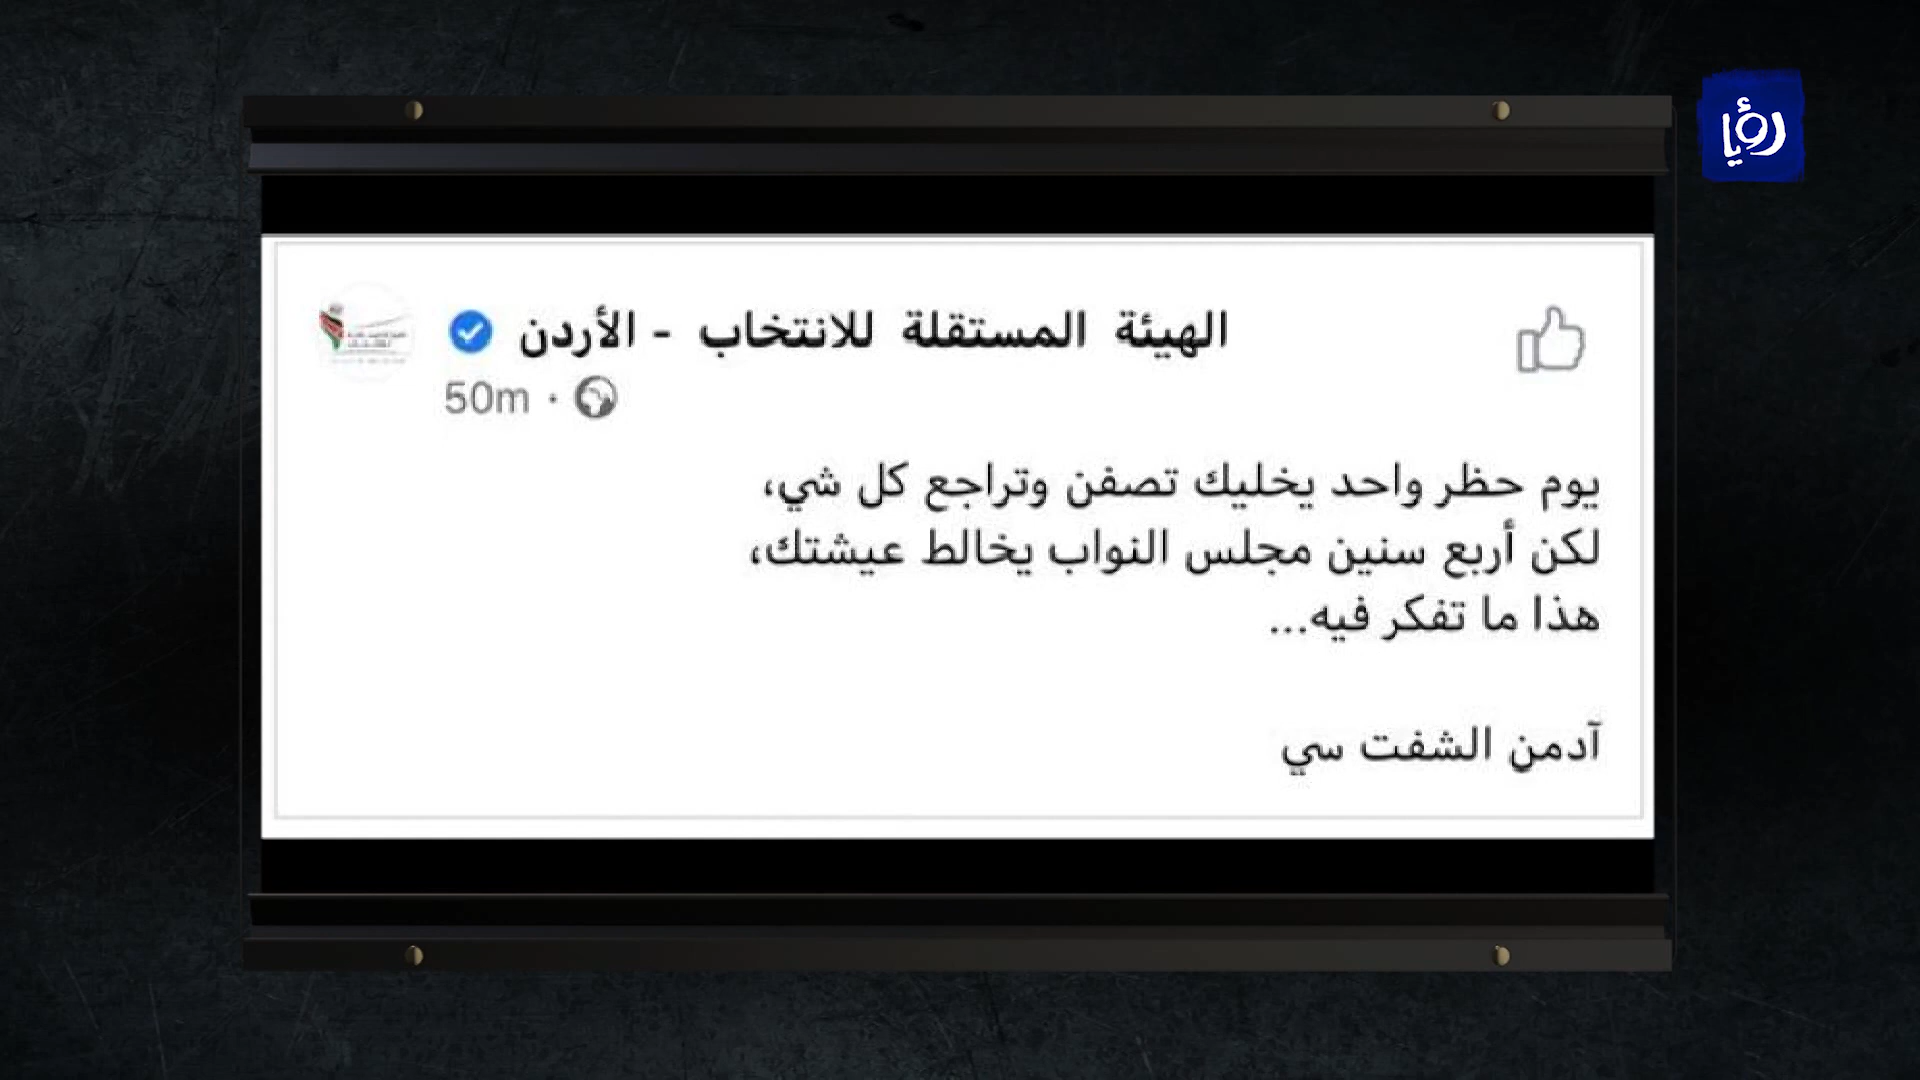 رؤيا
الهيئة المستقلة للانتخاب - الأردن
50m
يوم حظر واحد يخليك تصفن وتراجع كل شي،
لكن أربع سنين مجلس النواب يخالط عيشتك،
هذا ما تفكر فيه...
آدمن الشفت سي